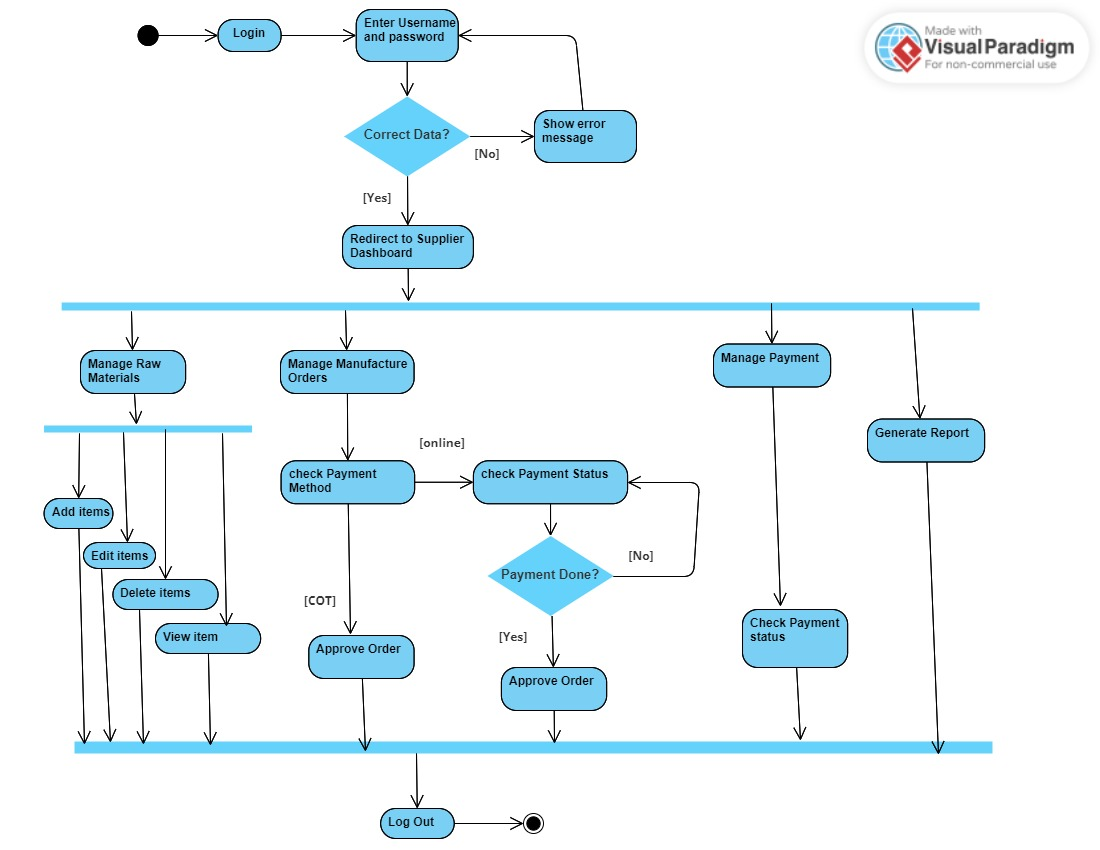 Made with
Visual Paradigm
For non-commercial use
Login
Enter Username
and password
Correct Data?
[No]
Show error
message
[Yes]
Redirect to Supplier
Dashboard
Manage Raw
Materials
Manage Manufacture
Orders
Manage Payment
Generate Report
[online]
check Payment
Method
check Payment Status
Add items
Edit items
Delete items
View item
Payment Done?
[No]
[COT]
[Yes]
Approve Order
Approve Order
Check Payment
status
Log Out